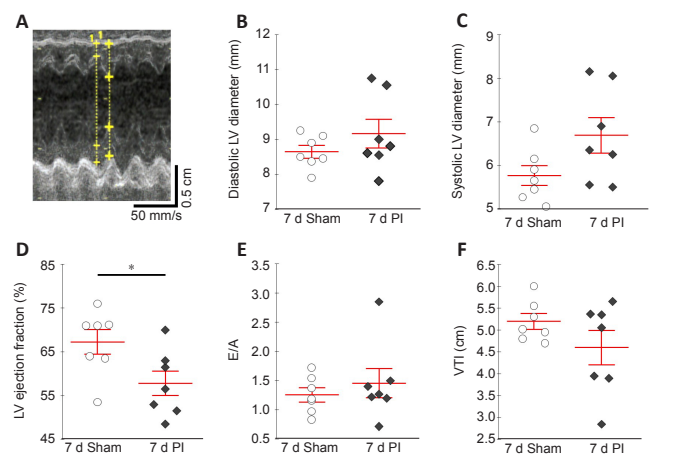 A
1 1
50 mm/s
0.5 cm
B
Diastolic LV diameter (mm)
12
11
10
9
8
7
7 d Sham
7 d PI
C
Systolic LV diameter (mm)
9
8
7
6
5
7 d Sham
7 d PI
D
LV ejection fraction (%)
85
75
65
55
45
*
7 d Sham
7 d PI
E
E/A
3.5
3.0
2.5
2.0
1.5
1.0
0.5
7 d Sham
7 d PI
F
VTI (cm)
6.5
6.0
5.5
5.0
4.5
4.0
3.5
3.0
2.5
7 d Sham
7 d PI